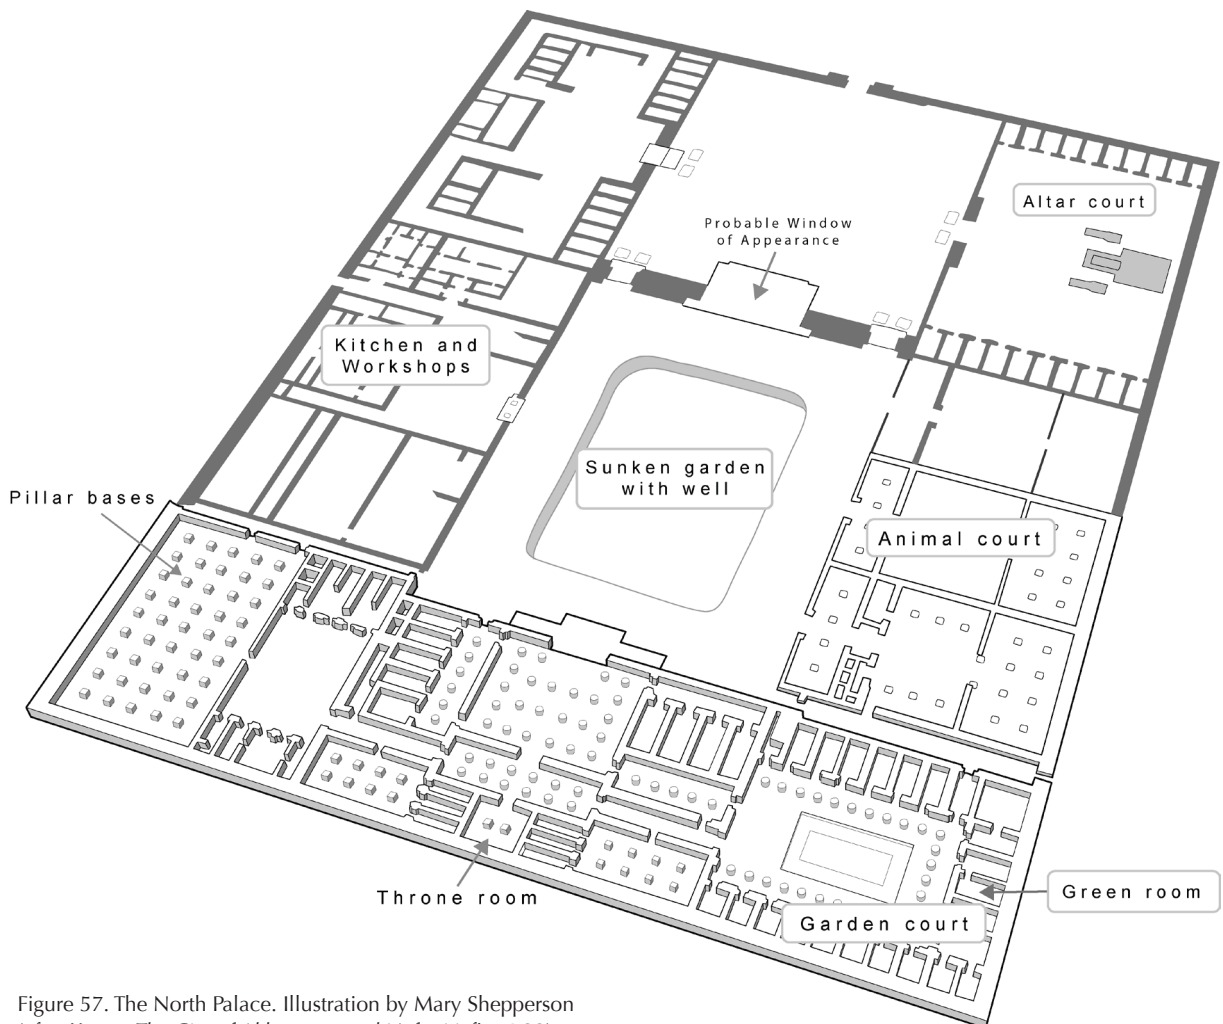 Altar court
Probable Window
of Appearance
Kitchen and
Workshops
Sunken garden
with well
Pillar bases
Animal court
Throne room
Green room
Garden court
Figure 57. The North Palace. Illustration by Mary Shepperson